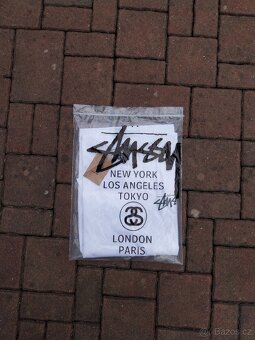 Stüssy
NEW YORK
LOS ANGELES
TOKYO
LONDON
PARIS
Bazos.cz